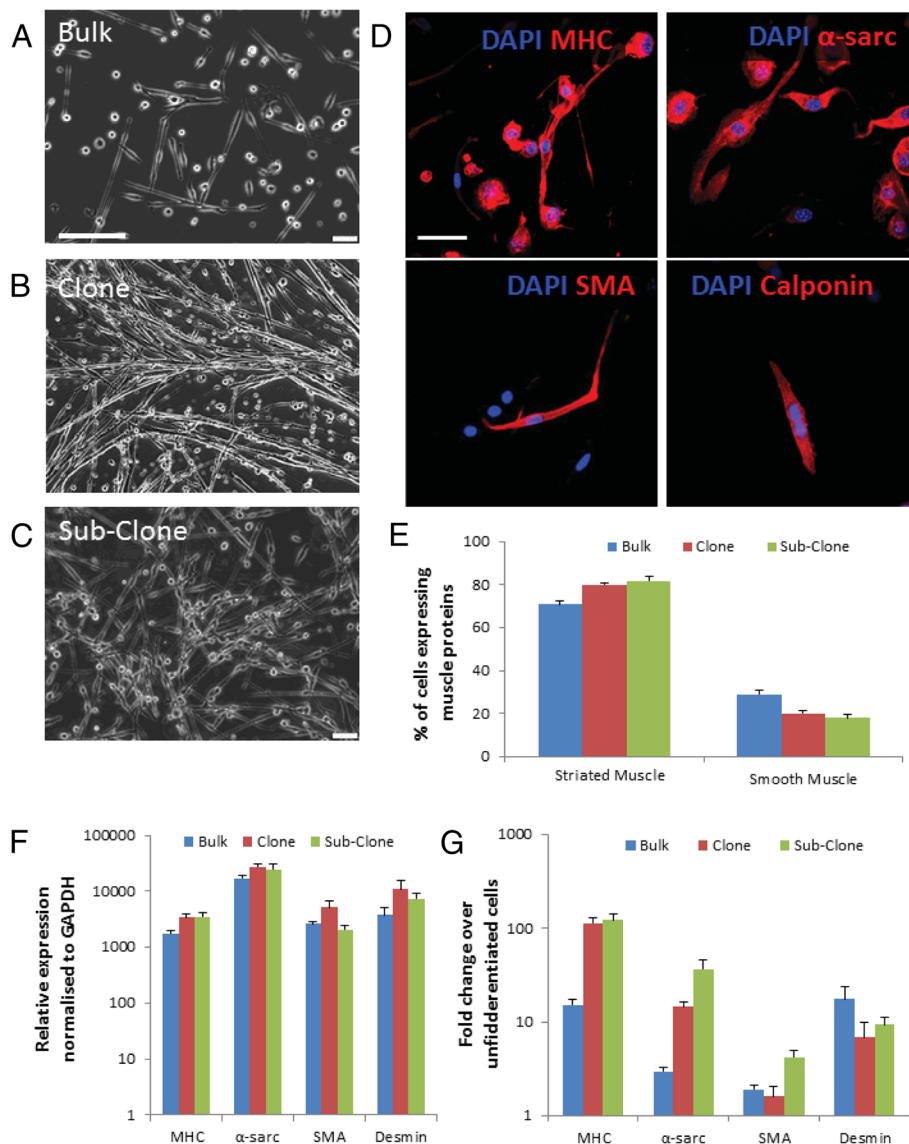 A
Bulk
B
Clone
C
Sub-Clone
D
DAPI MHC
DAPI α-sarc
DAPI SMA
DAPI Calponin
E
% of cells expressing
muscle proteins
Bulk Clone Sub-Clone
100
80
60
40
20
0
Striated Muscle Smooth Muscle
F
Relative expression
normalised to GAPDH
Bulk Clone Sub-Clone
100000
10000
1000
100
10
1
MHC α-sarc SMA Desmin
G
Fold change over
unfidderentiated cells
Bulk Clone Sub-Clone
1000
100
10
1
MHC α-sarc SMA Desmin